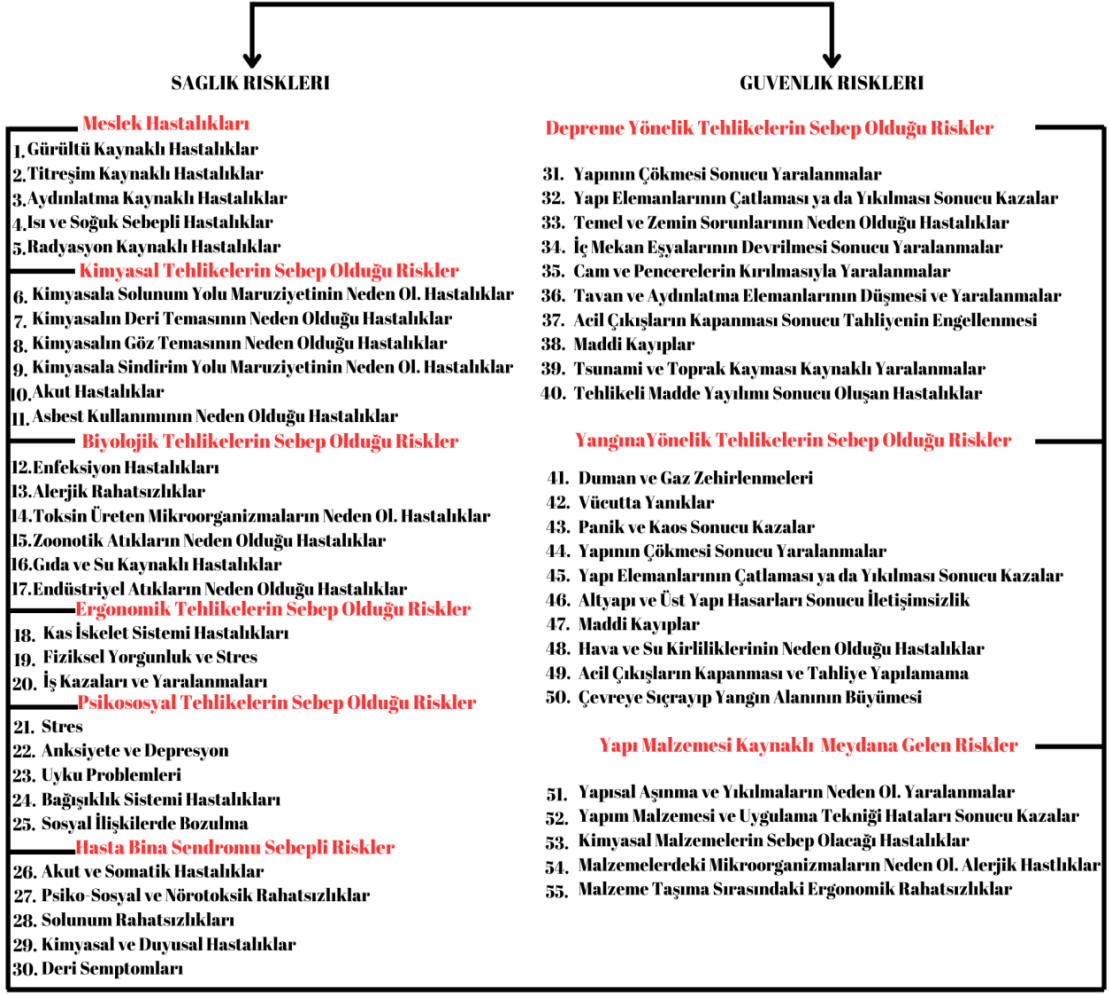 SAGLIK RISKLERI
Meslek Hastalıkları
1. Gürültü Kaynaklı Hastalıklar
2. Titreşim Kaynaklı Hastalıklar
3. Aydınlatma Kaynaklı Hastalıklar
4. Isı ve Soğuk Sebepli Hastalıklar
5. Radyasyon Kaynaklı Hastalıklar
Kimyasal Tehlikelerin Sebep Olduğu Riskler
6. Kimyasala Solunum Yolu Maruziyetinin Neden Ol. Hastalıklar
7. Kimyasalın Deri Temasının Neden Olduğu Hastalıklar
8. Kimyasalın Göz Temasının Neden Olduğu Hastalıklar
9. Kimyasala Sindirim Yolu Maruziyetinin Neden Ol. Hastalıklar
10. Akut Hastalıklar
11. Asbest Kullanımının Neden Olduğu Hastalıklar
Biyolojik Tehlikelerin Sebep Olduğu Riskler
12. Enfeksiyon Hastalıkları
13. Alerjik Rahatsızlıklar
14. Toksin Üreten Mikroorganizmaların Neden Ol. Hastalıklar
15. Zoonotik Atıkların Neden Olduğu Hastalıklar
16. Gıda ve Su Kaynaklı Hastalıklar
17. Endüstriyel Atıkların Neden Olduğu Hastalıklar
Ergonomik Tehlikelerin Sebep Olduğu Riskler
18. Kas İskelet Sistemi Hastalıkları
19. Fiziksel Yorgunluk ve Stres
20. İş Kazaları ve Yaralanmaları
Psikososyal Tehlikelerin Sebep Olduğu Riskler
21. Stres
22. Anksiyete ve Depresyon
23. Uyku Problemleri
24. Bağışıklık Sistemi Hastalıkları
25. Sosyal İlişkilerde Bozulma
Hasta Bina Sendromu Sebepli Riskler
26. Akut ve Somatik Hastalıklar
27. Psiko-Sosyal ve Nörotoksik Rahatsızlıklar
28. Solunum Rahatsızlıkları
29. Kimyasal ve Duyusal Hastalıklar
30. Deri Semptomları
GUVENLIK RISKLERI
Depreme Yönelik Tehlikelerin Sebep Olduğu Riskler
31. Yapının Çökmesi Sonucu Yaralanmalar
32. Yapı Elemanlarının Çatlaması ya da Yıkılması Sonucu Kazalar
33. Temel ve Zemin Sorunlarının Neden Olduğu Hastalıklar
34. İç Mekan Eşyalarının Devrilmesi Sonucu Yaralanmalar
35. Cam ve Pencerelerin Kırılmasıyla Yaralanmalar
36. Tavan ve Aydınlatma Elemanlarının Düşmesi ve Yaralanmalar
37. Acil Çıkışların Kapanması Sonucu Tahliyenin Engellenmesi
38. Maddi Kayıplar
39. Tsunami ve Toprak Kayması Kaynaklı Yaralanmalar
40. Tehlikeli Madde Yayılımı Sonucu Oluşan Hastalıklar
YangınaYönelik Tehlikelerin Sebep Olduğu Riskler
41. Duman ve Gaz Zehirlenmeleri
42. Vücutta Yanıklar
43. Panik ve Kaos Sonucu Kazalar
44. Yapının Çökmesi Sonucu Yaralanmalar
45. Yapı Elemanlarının Çatlaması ya da Yıkılması Sonucu Kazalar
46. Altyapı ve Üst Yapı Hasarları Sonucu İletişimsizlik
47. Maddi Kayıplar
48. Hava ve Su Kirliliklerinin Neden Olduğu Hastalıklar
49. Acil Çıkışların Kapanması ve Tahliye Yapılamama
50. Çevreye Sıçrayıp Yangın Alanının Büyümesi
Yapı Malzemesi Kaynaklı Meydana Gelen Riskler
51. Yapısal Aşınma ve Yıkılmaların Neden Ol. Yaralanmalar
52. Yapım Malzemesi ve Uygulama Tekniği Hataları Sonucu Kazalar
53. Kimyasal Malzemelerin Sebep Olacağı Hastalıklar
54. Malzemelerdeki Mikroorganizmaların Neden Ol. Alerjik Hastlıklar
55. Malzeme Taşıma Sırasındaki Ergonomik Rahatsızlıklar